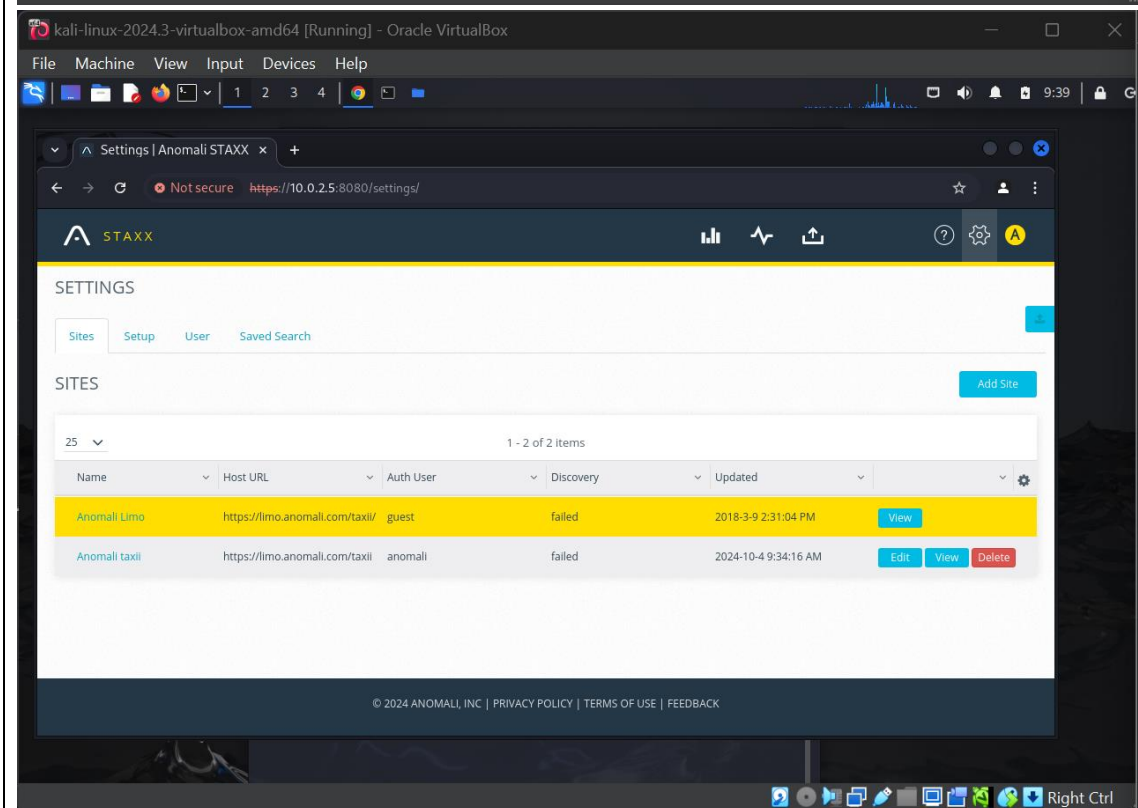 kali-linux-2024.3-virtualbox-amd64 [Running] - Oracle VirtualBox
File Machine View Input Devices Help
1 2 3 4 9:39
Settings | Anomali STAXX
Not secure https://10.0.2.5:8080/settings/
STAXX A
SETTINGS
Sites Setup User Saved Search
SITES Add Site
25 1 - 2 of 2 items
Name Host URL Auth User Discovery Updated
Anomali Limo https://limo.anomali.com/taxii/ guest failed 2018-3-9 2:31:04 PM View
Anomali taxii https://limo.anomali.com/taxii anomali failed 2024-10-4 9:34:16 AM Edit View Delete
© 2024 ANOMALI, INC | PRIVACY POLICY | TERMS OF USE | FEEDBACK
Right Ctrl